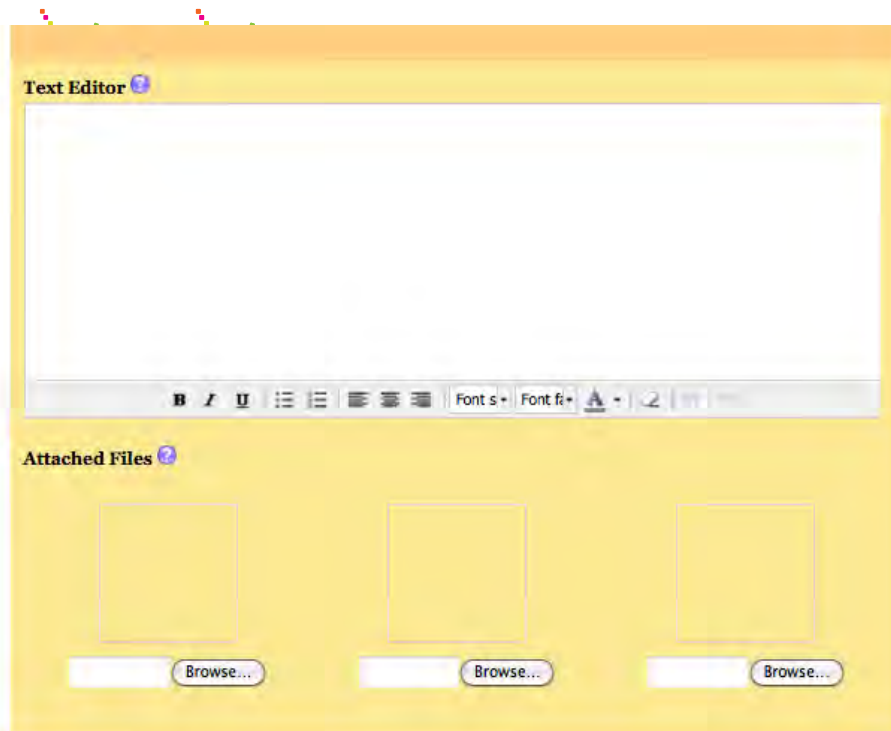 Text Editor ?
B I U Font s Font fa A
Attached Files ?
Browse... Browse... Browse...